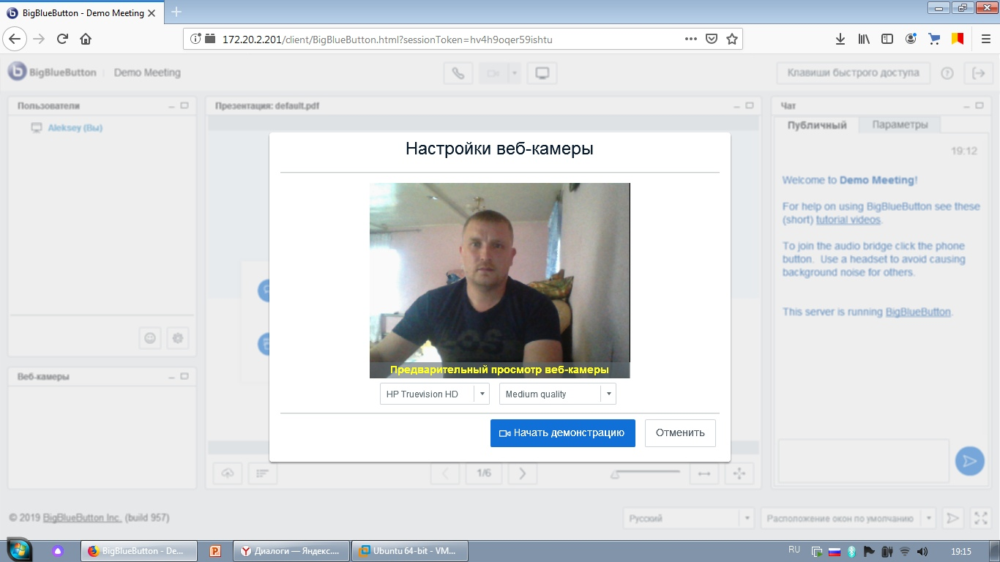 BigBlueButton - Demo Meeting
172.20.2.201/client/BigBlueButton.html?sessionToken=hv4h9oqer59ishtu
BigBlueButton
Demo Meeting
Клавиши быстрого доступа
Пользователи
Aleksey (Вы)
Презентация: default.pdf
Чат
Публичный
Параметры
19:12
Welcome to Demo Meeting!
For help on using BigBlueButton see these
(short) tutorial videos.
To join the audio bridge click the phone
button. Use a headset to avoid causing
background noise for others.
This server is running BigBlueButton.
Настройки веб-камеры
Предварительный просмотр веб-камеры
HP Truevision HD
Medium quality
Начать демонстрацию
Отменить
Веб-камеры
1/6
© 2019 BigBlueButton Inc. (build 957)
Русский
Расположение окон по умолчанию
BigBlueButton - De...
Диалоги — Яндекс....
Ubuntu 64-bit - VM...
RU
19:15